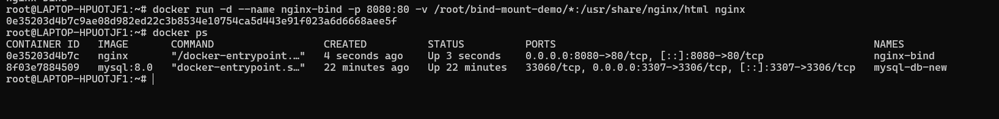 nginx-bind
root@LAPTOP-HPUOTJF1:~# docker run -d --name nginx-bind -p 8080:80 -v /root/bind-mount-demo/*:/usr/share/nginx/html nginx
0e35203d4b7c9ae08d982ed22c3b8534e10754ca5d443e91f023a6d6668aee5f
root@LAPTOP-HPUOTJF1:~# docker ps
CONTAINER ID   IMAGE       COMMAND                  CREATED          STATUS          PORTS                                                    NAMES
0e35203d4b7c   nginx       "/docker-entrypoint.…"   4 seconds ago    Up 3 seconds    0.0.0.0:8080->80/tcp, [::]:8080->80/tcp                  nginx-bind
8f03e7884509   mysql:8.0   "docker-entrypoint.s…"   22 minutes ago   Up 22 minutes   33060/tcp, 0.0.0.0:3307->3306/tcp, [::]:3307->3306/tcp   mysql-db-new
root@LAPTOP-HPUOTJF1:~#